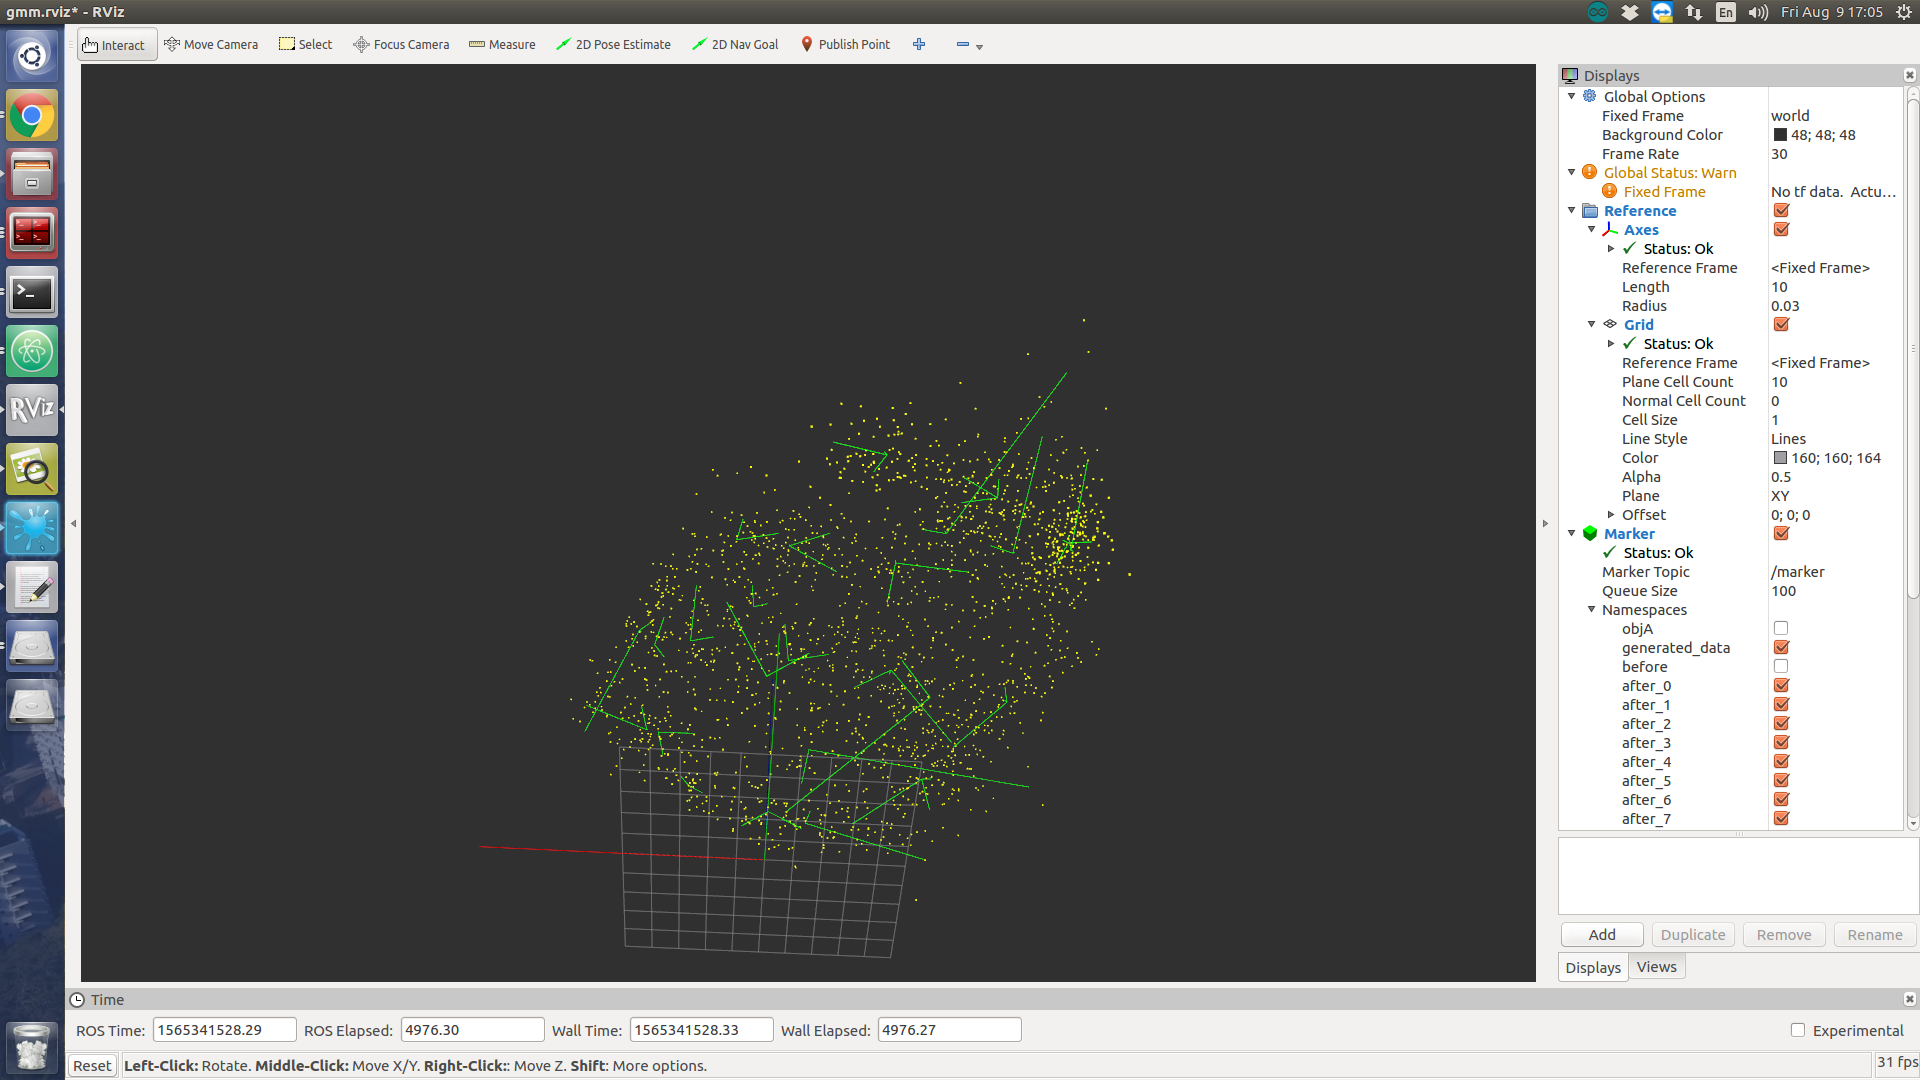 gmm.rviz* - RViz
En
Fri Aug 9 17:05
Interact
Move Camera
Select
Focus Camera
Measure
2D Pose Estimate
2D Nav Goal
Publish Point
RViz
Displays
Global Options
Fixed Frame world
Background Color 48; 48; 48
Frame Rate 30
Global Status: Warn
Fixed Frame No tf data. Actu...
Reference
Axes
Status: Ok
Reference Frame <Fixed Frame>
Length 10
Radius 0.03
Grid
Status: Ok
Reference Frame <Fixed Frame>
Plane Cell Count 10
Normal Cell Count 0
Cell Size 1
Line Style Lines
Color 160; 160; 164
Alpha 0.5
Plane XY
Offset 0; 0; 0
Marker
Status: Ok
Marker Topic /marker
Queue Size 100
Namespaces
objA
generated_data
before
after_0
after_1
after_2
after_3
after_4
after_5
after_6
after_7
Add Duplicate Remove Rename
Displays Views
Time
ROS Time: 1565341528.29 ROS Elapsed: 4976.30 Wall Time: 1565341528.33 Wall Elapsed: 4976.27 Experimental
Reset Left-Click: Rotate. Middle-Click: Move X/Y. Right-Click:: Move Z. Shift: More options. 31 fps